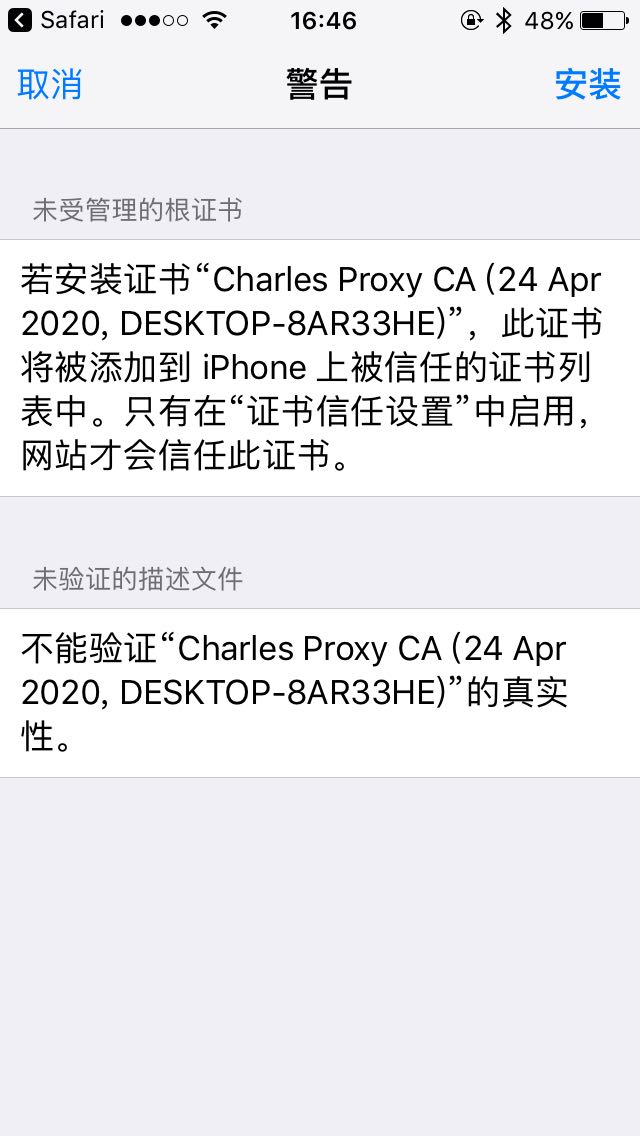 Safari 16:46 48%
取消 警告 安装
未受管理的根证书
若安装证书“Charles Proxy CA (24 Apr
2020, DESKTOP-8AR33HE)”，此证书
将被添加到 iPhone 上被信任的证书列
表中。只有在“证书信任设置”中启用，
网站才会信任此证书。
未验证的描述文件
不能验证“Charles Proxy CA (24 Apr
2020, DESKTOP-8AR33HE)”的真实
性。